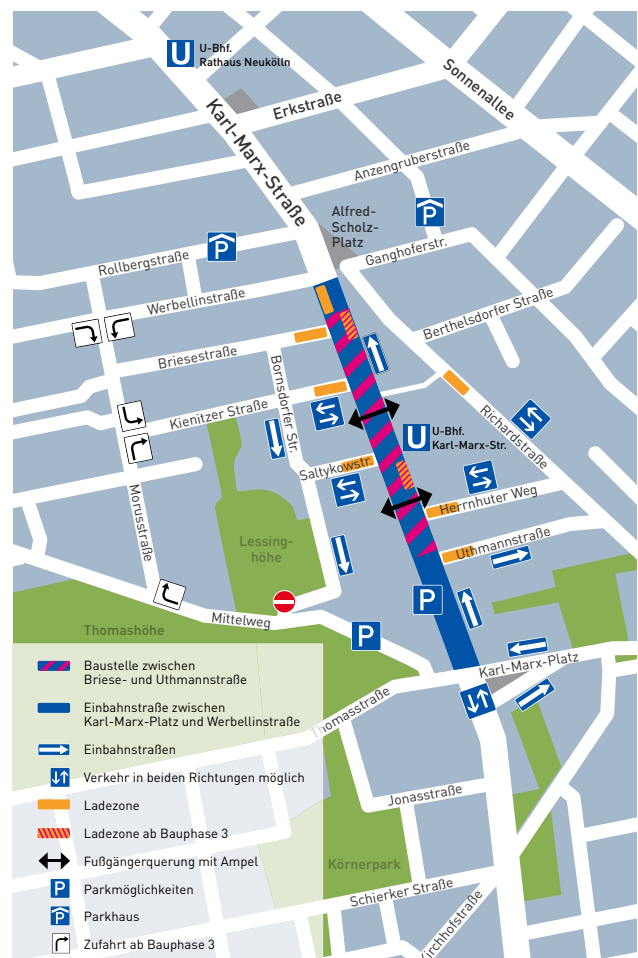 U
U-Bhf.
Rathaus Neukölln
Sonnenallee
Erkstraße
Karl-Marx-Straße
Anzengruberstraße
P
Alfred-
Scholz-
Platz
P
Ganghoferstr.
Rollbergstraße
Werbellinstraße
Berthelsdorfer Straße
Briesestraße
Bornsdorfer Str.
Kienitzer Straße
Richardstraße
U
U-Bhf.
Karl-Marx-Str.
Saltykowstr.
Herrnhuter Weg
Morusstraße
Lessing-
höhe
Uthmannstraße
P
Mittelweg
P
Thomashöhe
Karl-Marx-Platz
Thomasstraße
Jonasstraße
Körnerpark
Schierker Straße
Kirchhofstraße
Baustelle zwischen
Briese- und Uthmannstraße
Einbahnstraße zwischen
Karl-Marx-Platz und Werbellinstraße
Einbahnstraßen
Verkehr in beiden Richtungen möglich
Ladezone
Ladezone ab Bauphase 3
Fußgängerquerung mit Ampel
P
Parkmöglichkeiten
P
Parkhaus
Zufahrt ab Bauphase 3